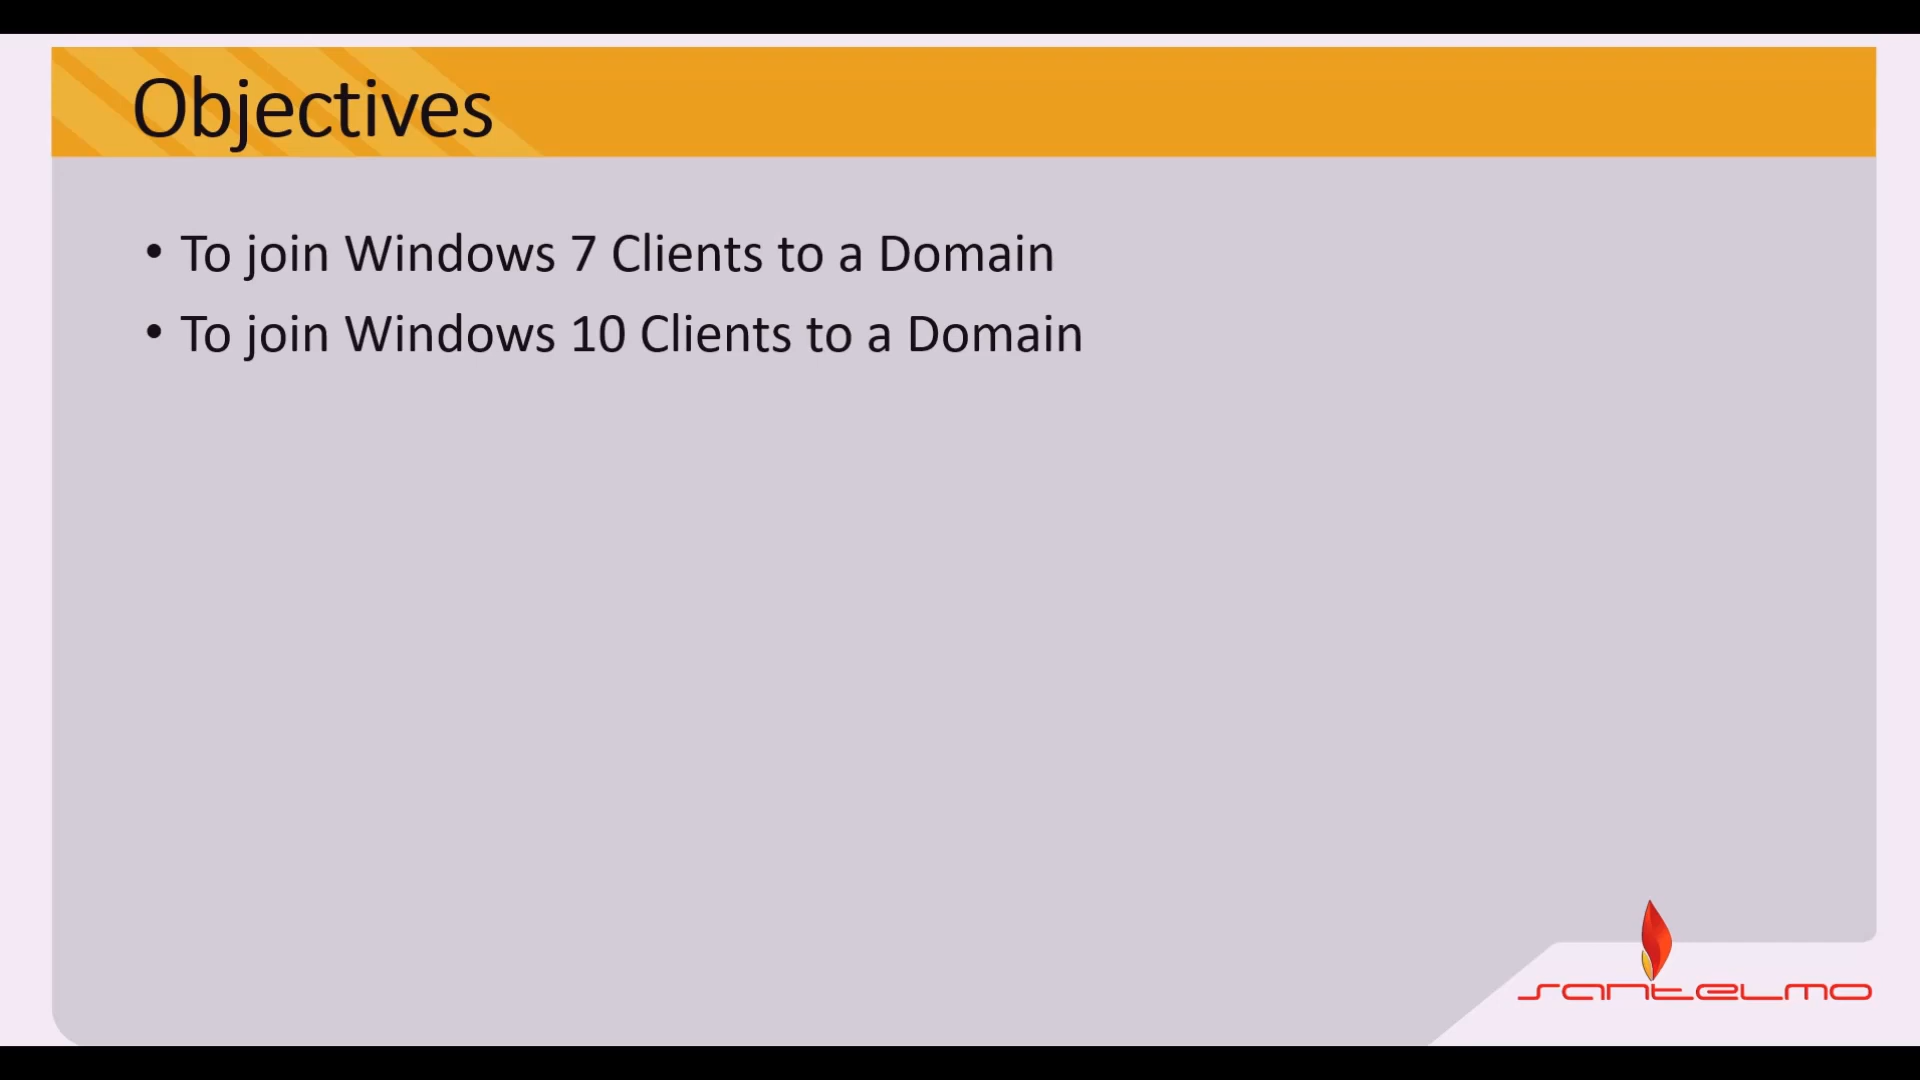 Objectives
• To join Windows 7 Clients to a Domain
• To join Windows 10 Clients to a Domain
santelmo